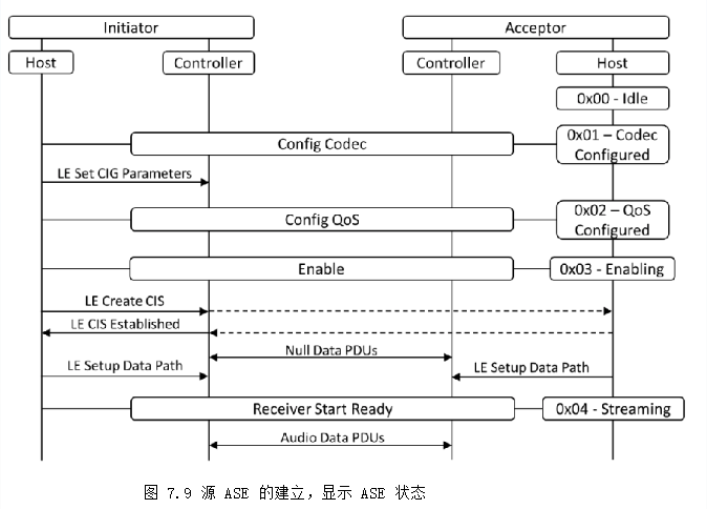 Initiator
Acceptor
Host
Controller
Controller
Host
0x00 - Idle
Config Codec
0x01 – Codec
Configured
LE Set CIG Parameters
Config QoS
0x02 – QoS
Configured
Enable
0x03 - Enabling
LE Create CIS
LE CIS Established
Null Data PDUs
LE Setup Data Path
LE Setup Data Path
Receiver Start Ready
0x04 - Streaming
Audio Data PDUs
图 7.9 源 ASE 的建立，显示 ASE 状态